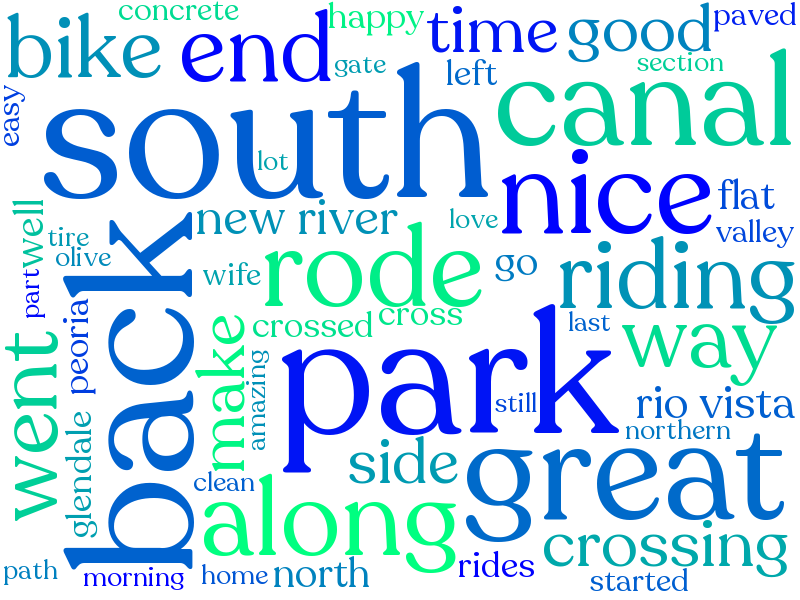 concrete
happy
time
good
paved
bike
end
gate
left
section
canal
easy
south
lot
nice
flat
new river
love
valley
well
tire
olive
part
back
wife
rode
go
riding
peoria
crossed
cross
last
way
went
make
amazing
park
still
rio vista
northern
glendale
side
great
clean
along
crossing
path
morning
home
north
rides
started